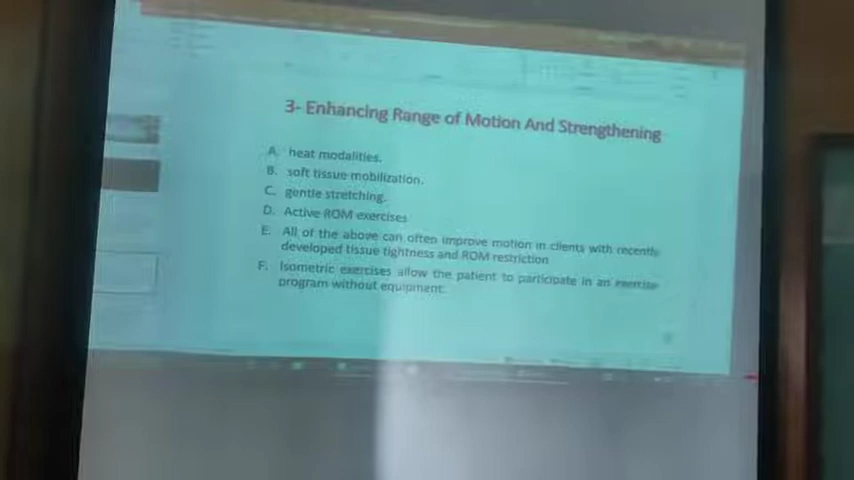 3- Enhancing Range of Motion And Strengthening
A. heat modalities.
B. soft tissue mobilization.
C. gentle stretching.
D. Active ROM exercises
E. All of the above can often improve motion in clients with recently
developed tissue tightness and ROM restriction
F. Isometric exercises allow the patient to participate in an exercise
program without equipment.